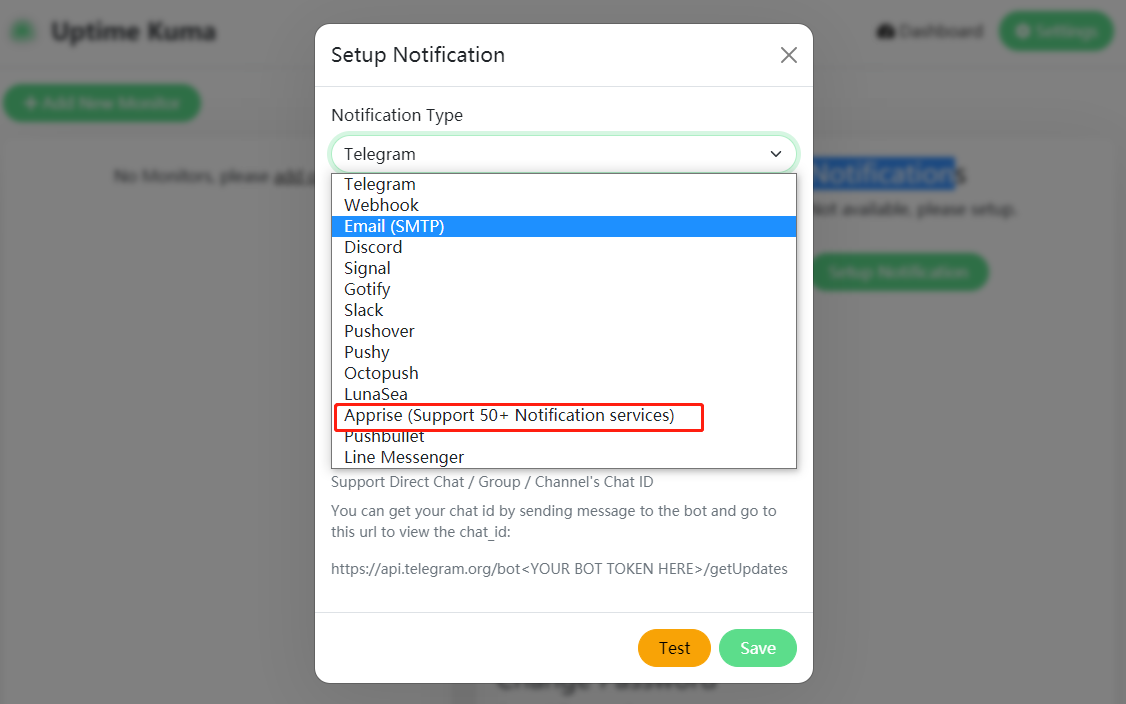 Uptime Kuma
Dashboard
Settings
Setup Notification
Add New Monitor
Notification Type
Telegram
No Monitors, please add
Notifications
Not available, please setup.
Telegram
Webhook
Email (SMTP)
Discord
Signal
Setup Notification
Gotify
Slack
Pushover
Pushy
Octopush
LunaSea
Apprise (Support 50+ Notification services)
Pushbullet
Line Messenger
Support Direct Chat / Group / Channel's Chat ID
You can get your chat id by sending message to the bot and go to
this url to view the chat_id:
https://api.telegram.org/bot<YOUR BOT TOKEN HERE>/getUpdates
Test
Save
Change Password